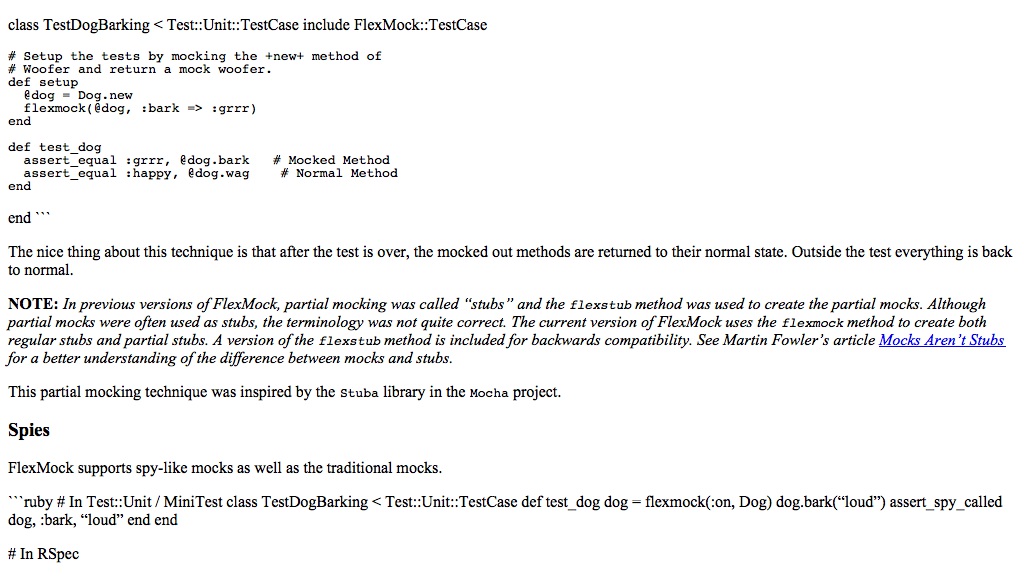 class TestDogBarking < Test::Unit::TestCase include FlexMock::TestCase
# Setup the tests by mocking the +new+ method of
# Woofer and return a mock woofer.
def setup
  @dog = Dog.new
  flexmock(@dog, :bark => :grrr)
end
def test_dog
  assert_equal :grrr, @dog.bark   # Mocked Method
  assert_equal :happy, @dog.wag    # Normal Method
end
end ```
The nice thing about this technique is that after the test is over, the mocked out methods are returned to their normal state. Outside the test everything is back
to normal.
NOTE: In previous versions of FlexMock, partial mocking was called “stubs” and the flexstub method was used to create the partial mocks. Although
partial mocks were often used as stubs, the terminology was not quite correct. The current version of FlexMock uses the flexmock method to create both
regular stubs and partial stubs. A version of the flexstub method is included for backwards compatibility. See Martin Fowler’s article Mocks Aren’t Stubs
for a better understanding of the difference between mocks and stubs.
This partial mocking technique was inspired by the Stuba library in the Mocha project.
Spies
FlexMock supports spy-like mocks as well as the traditional mocks.
```ruby # In Test::Unit / MiniTest class TestDogBarking < Test::Unit::TestCase def test_dog dog = flexmock(:on, Dog) dog.bark(“loud”) assert_spy_called
dog, :bark, “loud” end end
# In RSpec